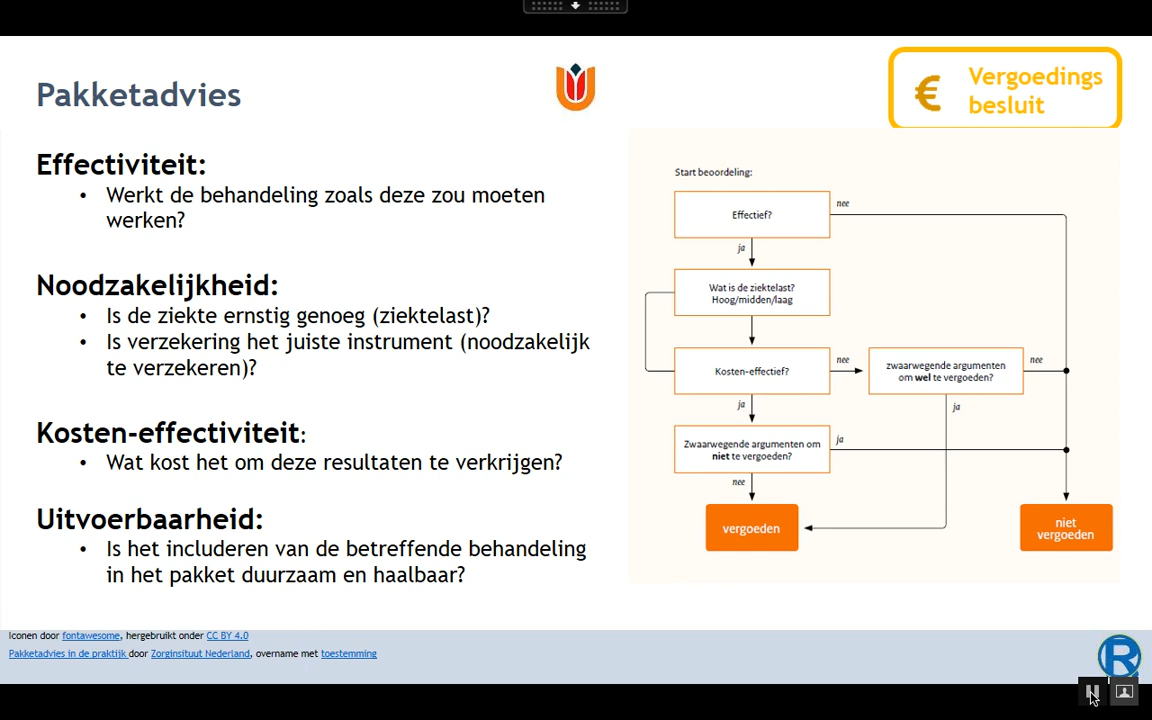 Pakketadvies
€ Vergoedings
besluit
Effectiviteit:
• Werkt de behandeling zoals deze zou moeten
werken?
Noodzakelijkheid:
• Is de ziekte ernstig genoeg (ziektelast)?
• Is verzekering het juiste instrument (noodzakelijk
te verzekeren)?
Kosten-effectiviteit:
• Wat kost het om deze resultaten te verkrijgen?
Uitvoerbaarheid:
• Is het includeren van de betreffende behandeling
in het pakket duurzaam en haalbaar?
Start beoordeling:
Effectief?
nee
ja
Wat is de ziektelast?
Hoog/midden/laag
Kosten-effectief?
nee
zwaarwegende argumenten
om wel te vergoeden?
nee
ja
ja
Zwaarwegende argumenten om
niet te vergoeden?
ja
nee
vergoeden
niet
vergoeden
Iconen door fontawesome, hergebruikt onder CC BY 4.0
Pakketadvies in de praktijk door Zorginsituut Nederland, overname met toestemming
R